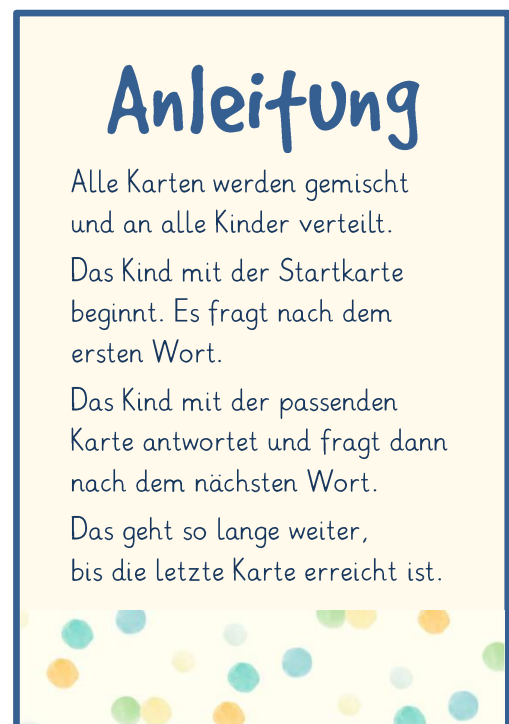 Anleitung
Alle Karten werden gemischt
und an alle Kinder verteilt.
Das Kind mit der Startkarte
beginnt. Es fragt nach dem
ersten Wort.
Das Kind mit der passenden
Karte antwortet und fragt dann
nach dem nächsten Wort.
Das geht so lange weiter,
bis die letzte Karte erreicht ist.